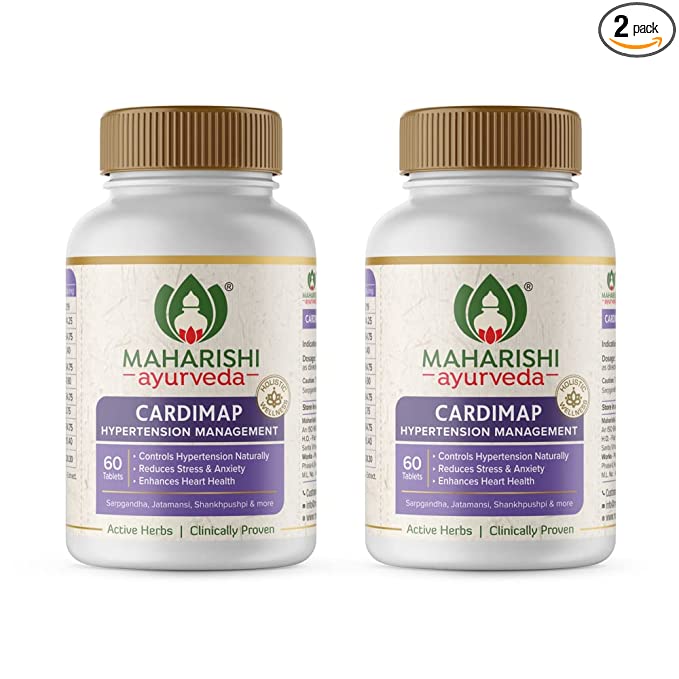 2 pack
®
MAHARISHI
ayurveda
HOLISTIC
WELLNESS
CARDIMAP
HYPERTENSION MANAGEMENT
60
Tablets
• Controls Hypertension Naturally
• Reduces Stress & Anxiety
• Enhances Heart Health
Sarpgandha, Jatamansi, Shankhpushpi & more
Active Herbs | Clinically Proven
®
MAHARISHI
ayurveda
HOLISTIC
WELLNESS
CARDIMAP
HYPERTENSION MANAGEMENT
60
Tablets
• Controls Hypertension Naturally
• Reduces Stress & Anxiety
• Enhances Heart Health
Sarpgandha, Jatamansi, Shankhpushpi & more
Active Herbs | Clinically Proven